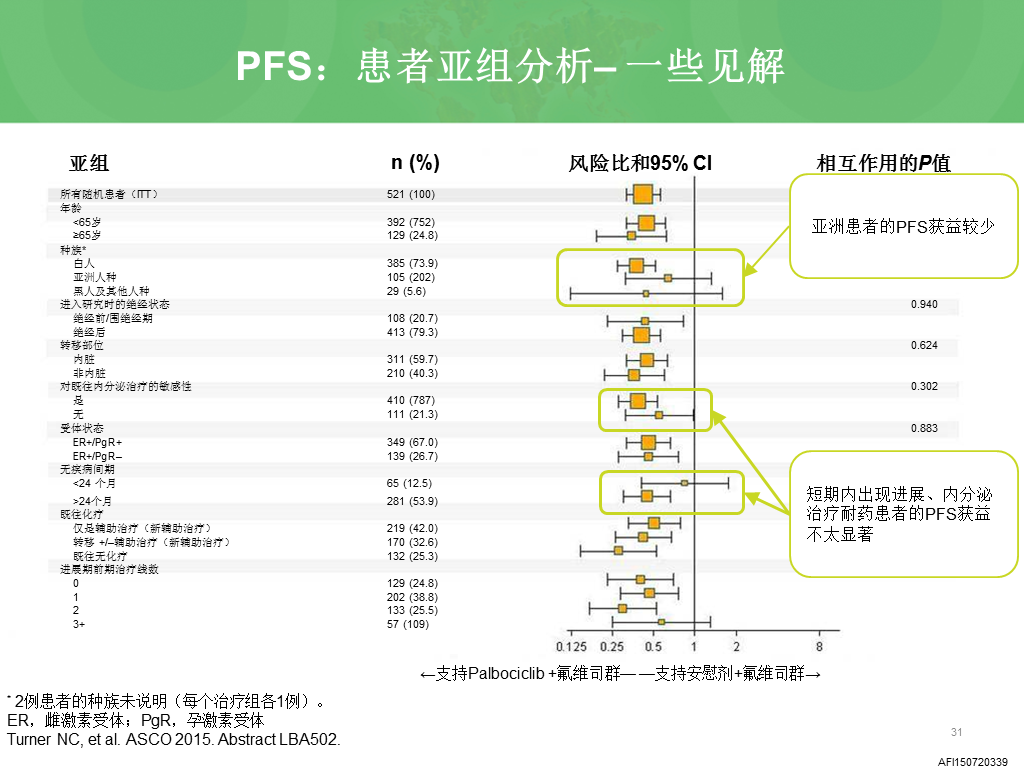 PFS：患者亚组分析– 一些见解
亚组 n (%) 风险比和95% CI 相互作用的P值
所有随机患者（ITT） 521 (100)
年龄
<65岁 392 (752)
≥65岁 129 (24.8)
种族*
白人 385 (73.9)
亚洲人种 105 (202)
黑人及其他人种 29 (5.6)
进入研究时的绝经状态 0.940
绝经前/围绝经期 108 (20.7)
绝经后 413 (79.3)
转移部位 0.624
内脏 311 (59.7)
非内脏 210 (40.3)
对既往内分泌治疗的敏感性 0.302
是 410 (787)
无 111 (21.3)
受体状态 0.883
ER+/PgR+ 349 (67.0)
ER+/PgR– 139 (26.7)
无疾病间期
<24 个月 65 (12.5)
>24个月 281 (53.9)
既往化疗
仅是辅助治疗（新辅助治疗） 219 (42.0)
转移 +/–辅助治疗（新辅助治疗） 170 (32.6)
既往无化疗 132 (25.3)
进展期前期治疗线数
0 129 (24.8)
1 202 (38.8)
2 133 (25.5)
3+ 57 (109)
亚洲患者的PFS获益较少
短期内出现进展、内分泌
治疗耐药患者的PFS获益
不太显著
0.125 0.25 0.5 1 2 8
←支持Palbociclib +氟维司群— —支持安慰剂+氟维司群→
* 2例患者的种族未说明（每个治疗组各1例）。
ER，雌激素受体；PgR，孕激素受体
Turner NC, et al. ASCO 2015. Abstract LBA502.
31
AFI150720339